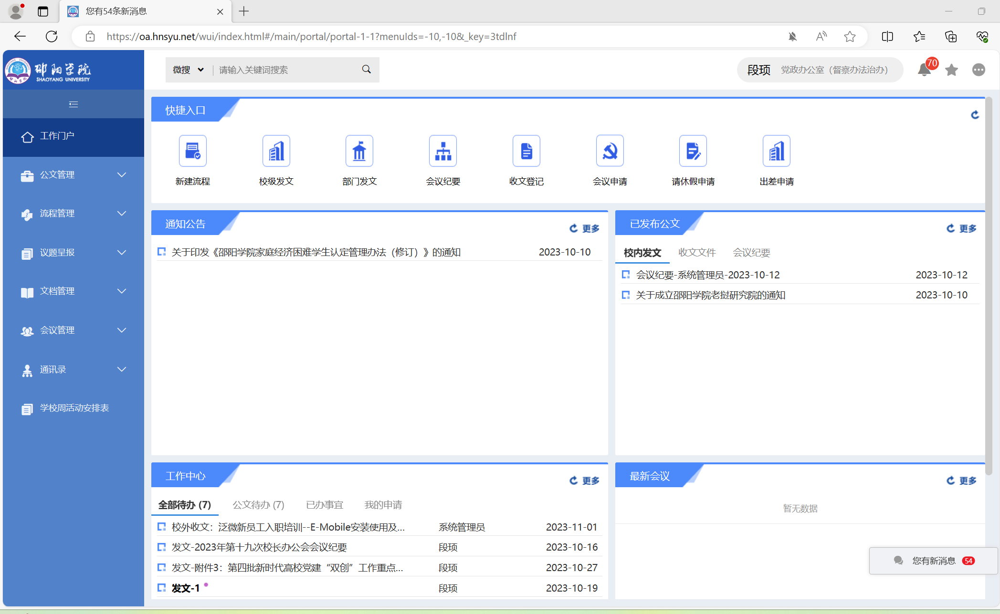 您有54条新消息
https://oa.hnsyu.net/wui/index.html#/main/portal/portal-1-1?menuIds=-10,-10&_key=3tdlnf
邵阳学院
SHAOYANG UNIVERSITY
微搜 请输入关键词搜索
段项 党政办公室（督察办法治办）
70
工作门户
公文管理
流程管理
议题呈报
文档管理
会议管理
通讯录
学校周活动安排表
快捷入口
新建流程 校级发文 部门发文 会议纪要 收文登记 会议申请 请休假申请 出差申请
通知公告 更多
关于印发《邵阳学院家庭经济困难学生认定管理办法（修订）》的通知 2023-10-10
已发布公文 更多
校内发文 收文文件 会议纪要
会议纪要-系统管理员-2023-10-12 2023-10-12
关于成立邵阳学院老挝研究院的通知 2023-10-10
工作中心 更多
全部待办 (7) 公文待办 (7) 已办事宜 我的申请
校外收文：泛微新员工入职培训--E-Mobile安装使用及... 系统管理员 2023-11-01
发文-2023年第十九次校长办公会会议纪要 段项 2023-10-16
发文-附件3：第四批新时代高校党建“双创”工作重点... 段项 2023-10-27
发文-1 段项 2023-10-19
最新会议 更多
暂无数据
您有新消息 54